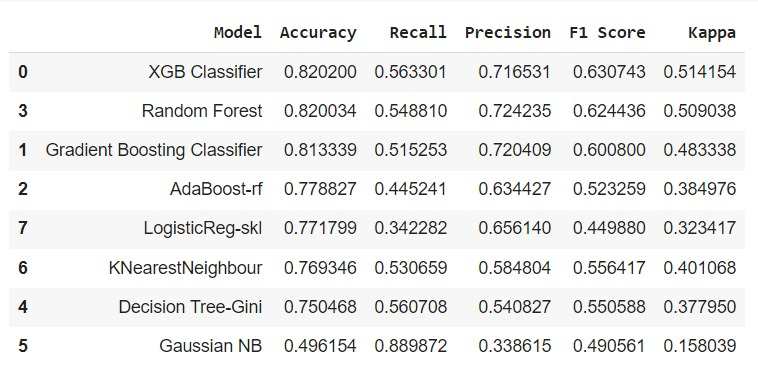 Model Accuracy Recall Precision F1 Score Kappa
0 XGB Classifier 0.820200 0.563301 0.716531 0.630743 0.514154
3 Random Forest 0.820034 0.548810 0.724235 0.624436 0.509038
1 Gradient Boosting Classifier 0.813339 0.515253 0.720409 0.600800 0.483338
2 AdaBoost-rf 0.778827 0.445241 0.634427 0.523259 0.384976
7 LogisticReg-skl 0.771799 0.342282 0.656140 0.449880 0.323417
6 KNearestNeighbour 0.769346 0.530659 0.584804 0.556417 0.401068
4 Decision Tree-Gini 0.750468 0.560708 0.540827 0.550588 0.377950
5 Gaussian NB 0.496154 0.889872 0.338615 0.490561 0.158039